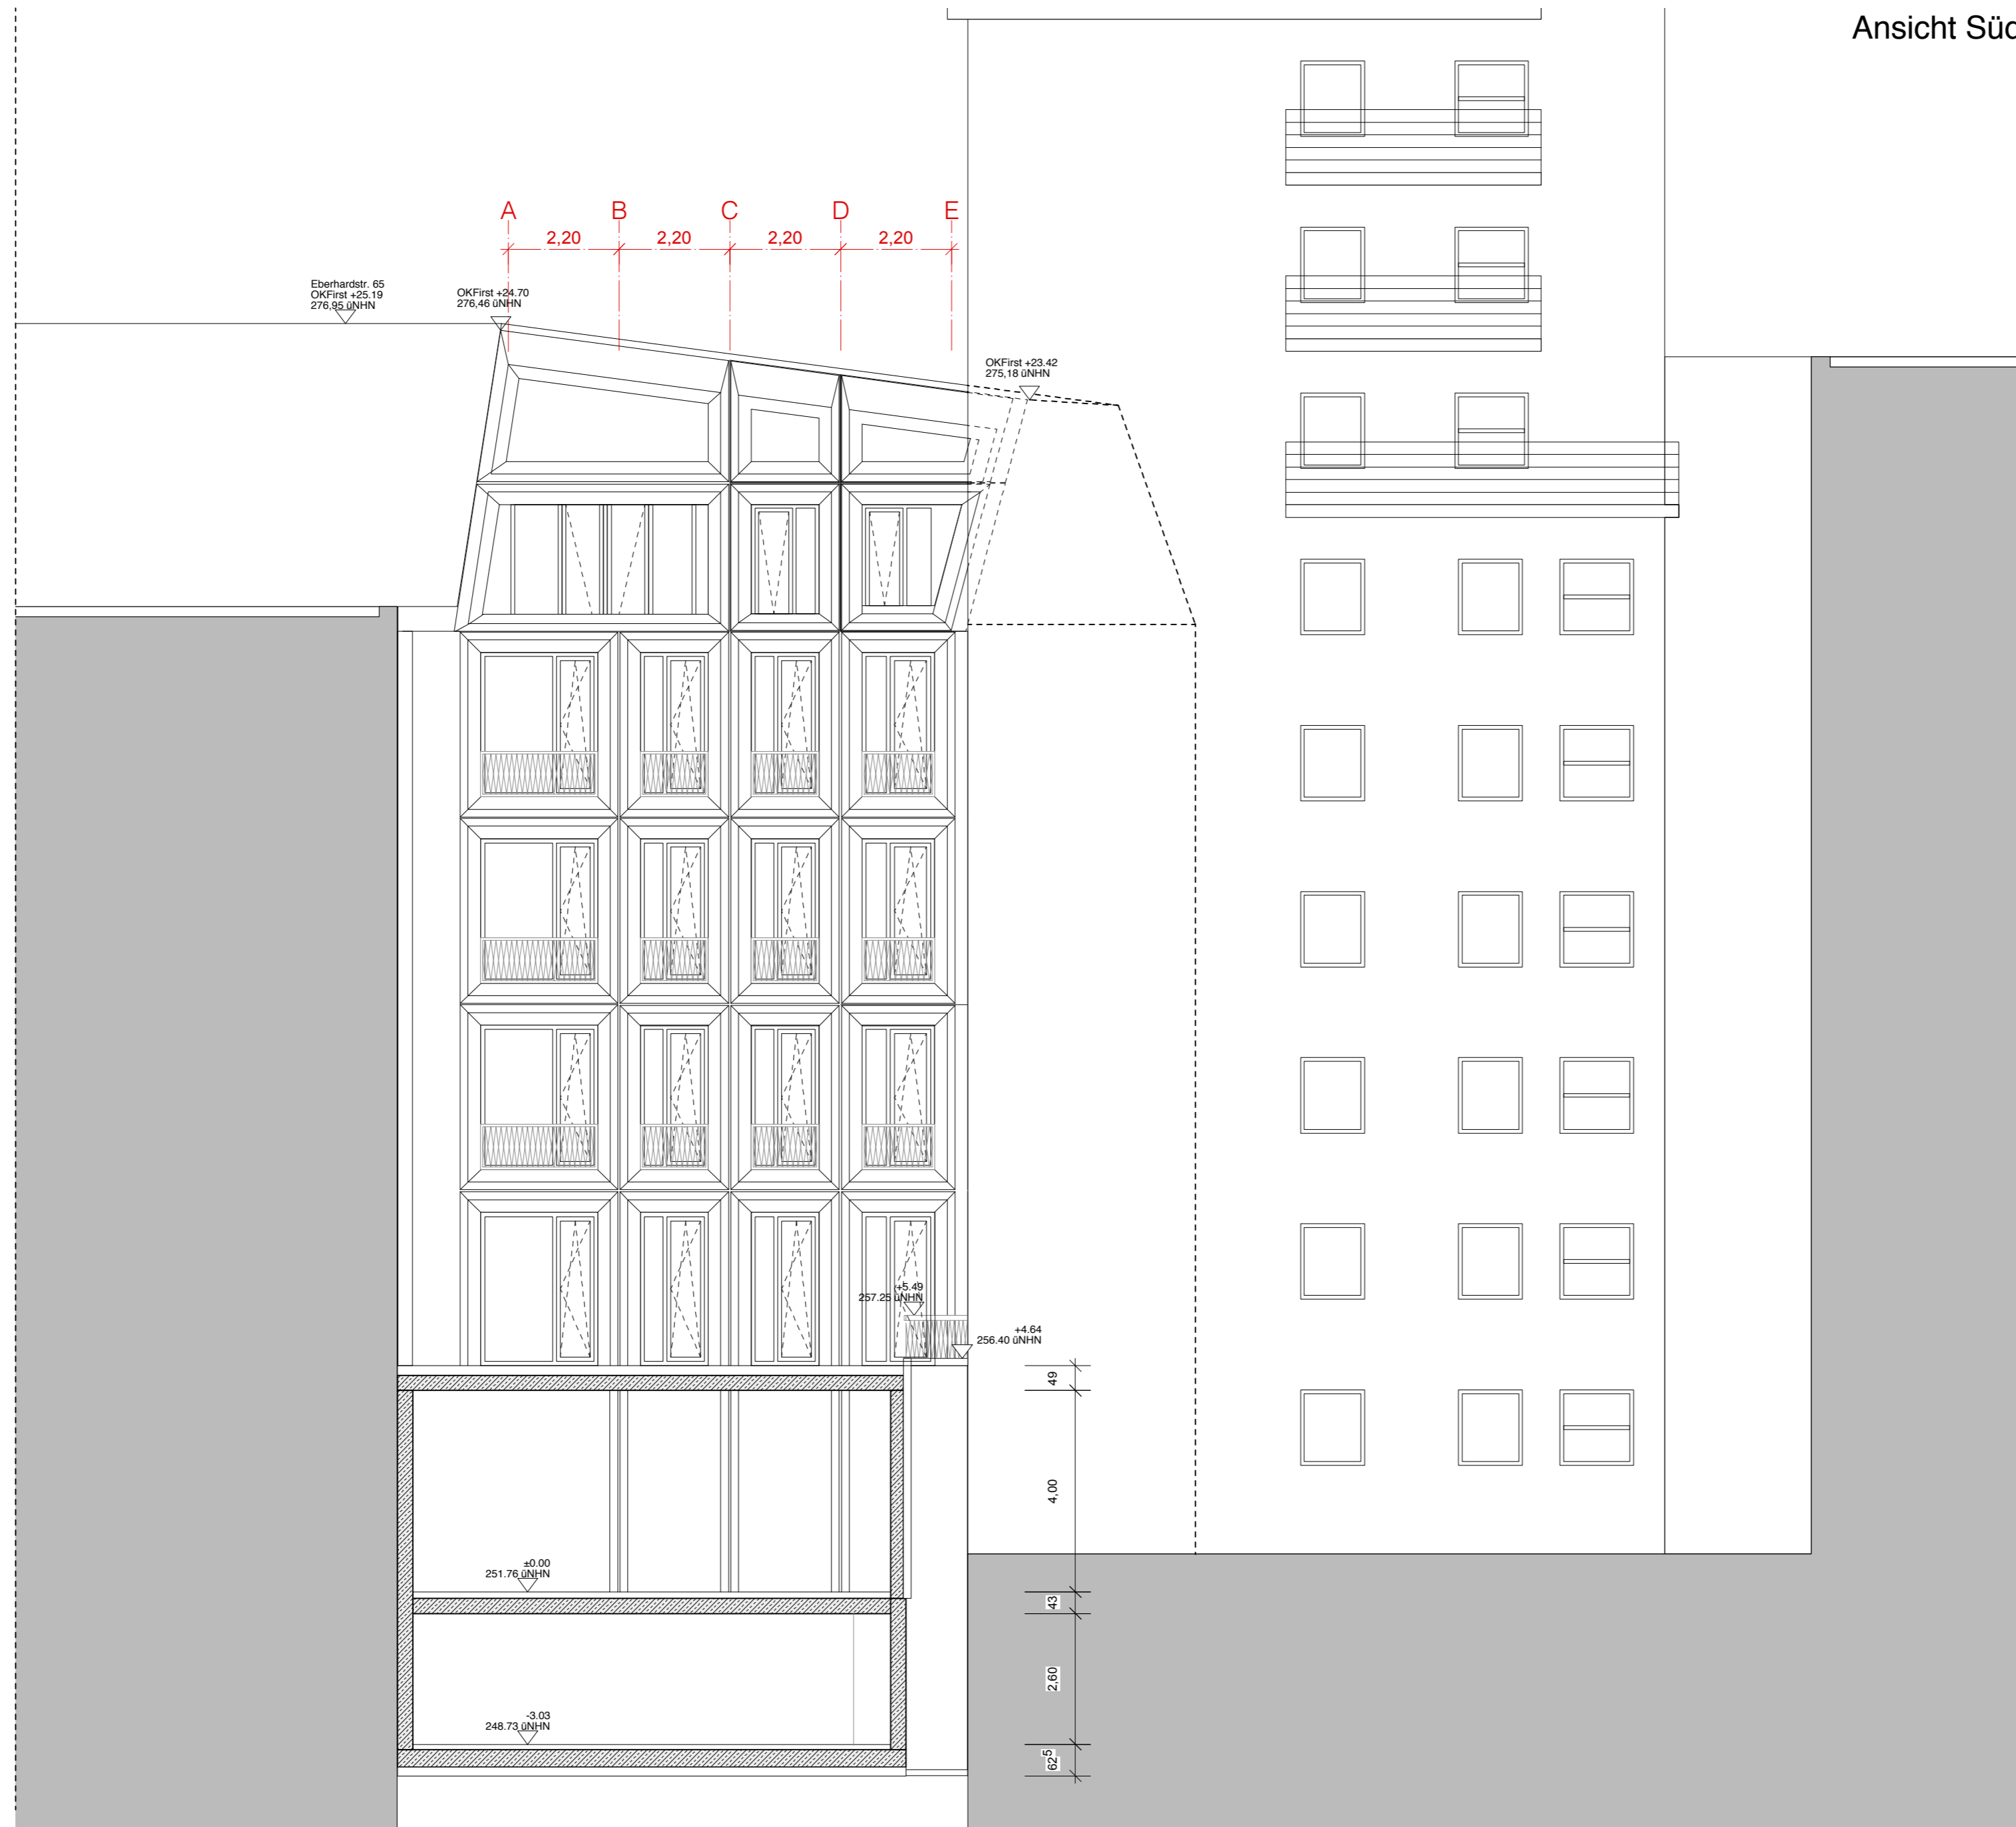 Ansicht Süd
A B C D E
2,20 2,20 2,20 2,20
Eberhardstr. 65
OKFirst +25.19
276,95 üNHN
OKFirst +24.70
276,46 üNHN
OKFirst +23.42
275,18 üNHN
+5.49
257.25 üNHN
+4.64
256.40 üNHN
49
4,00
±0.00
251.76 üNHN
43
2,60
-3.03
248.73 üNHN
62⁵